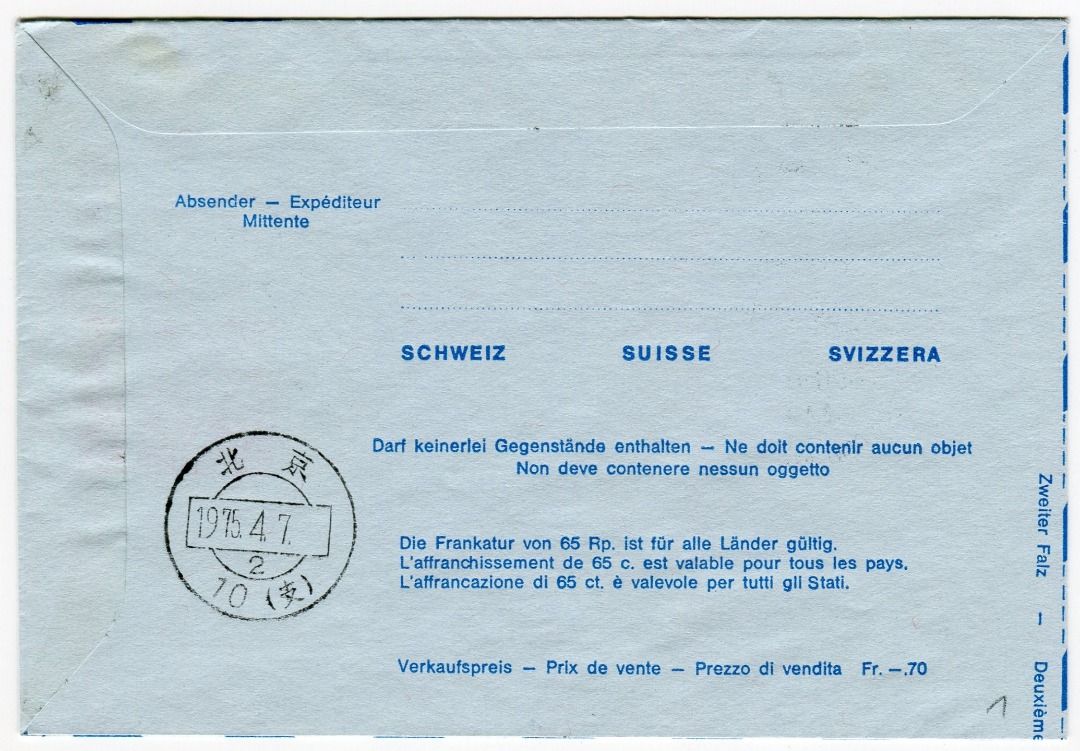 Absender — Expéditeur
Mittente
SCHWEIZ SUISSE SVIZZERA
Darf keinerlei Gegenstände enthalten — Ne doit contenir aucun objet
Non deve contenere nessun oggetto
北京
1975.4.7.
2
10(支)
Die Frankatur von 65 Rp. ist für alle Länder gültig.
L'affranchissement de 65 c. est valable pour tous les pays.
L'affrancazione di 65 ct. è valevole per tutti gli Stati.
Verkaufspreis — Prix de vente — Prezzo di vendita Fr. —.70
Zweiter Falz — Deuxième
1